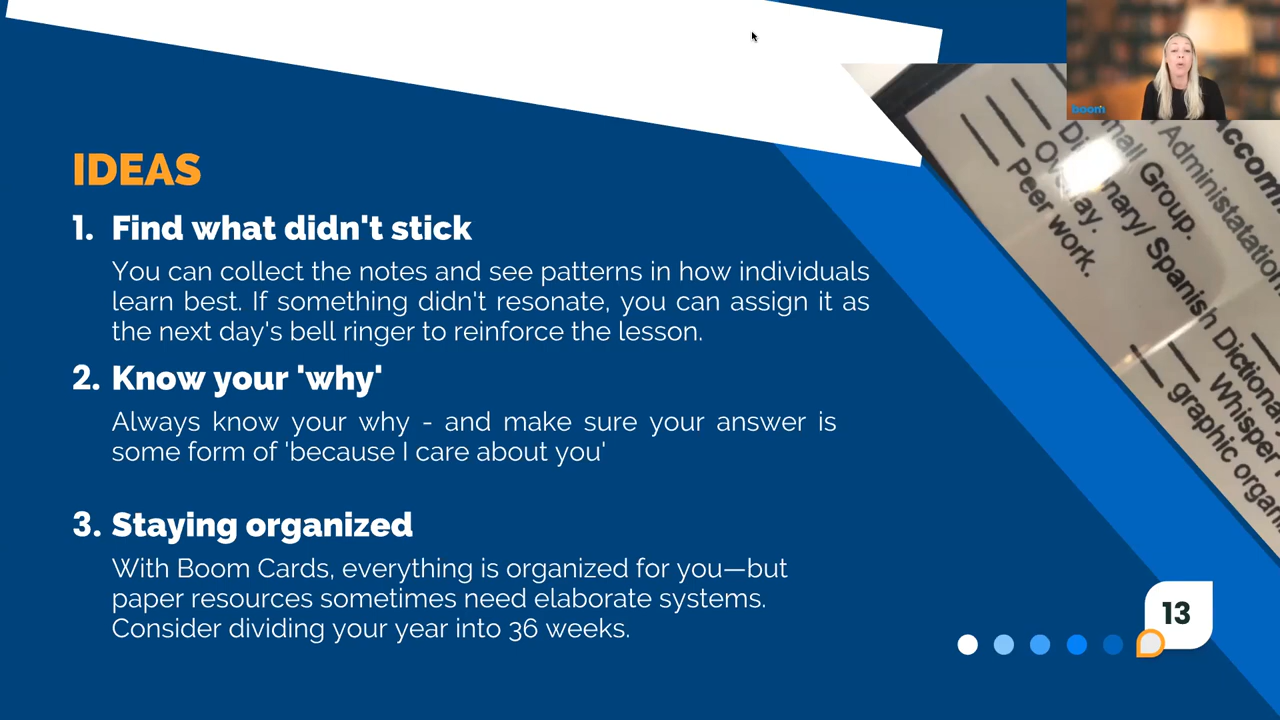 IDEAS
1. Find what didn't stick
You can collect the notes and see patterns in how individuals
learn best. If something didn't resonate, you can assign it as
the next day's bell ringer to reinforce the lesson.
2. Know your 'why'
Always know your why - and make sure your answer is
some form of 'because I care about you'
3. Staying organized
With Boom Cards, everything is organized for you—but
paper resources sometimes need elaborate systems.
Consider dividing your year into 36 weeks.
13
boom
Small Group.
Peer work.
Spanish Dictionar
Whisper
graphic organ